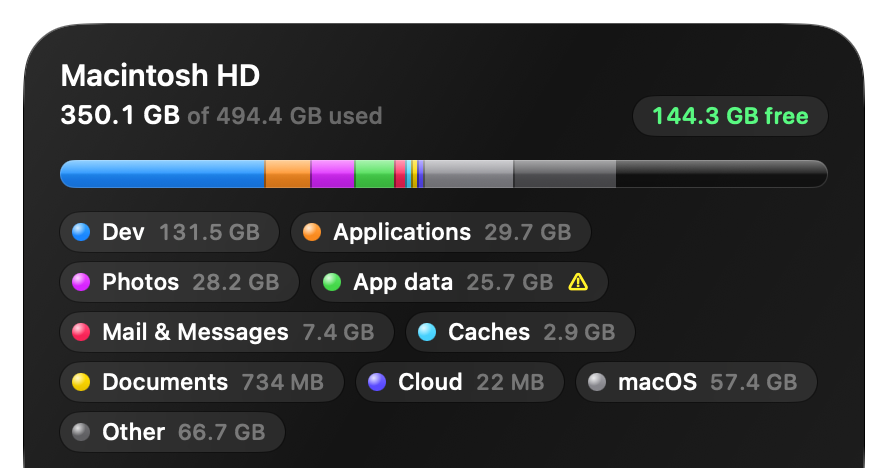 Macintosh HD
350.1 GB of 494.4 GB used
144.3 GB free
Dev 131.5 GB
Applications 29.7 GB
Photos 28.2 GB
App data 25.7 GB
Mail & Messages 7.4 GB
Caches 2.9 GB
Documents 734 MB
Cloud 22 MB
macOS 57.4 GB
Other 66.7 GB